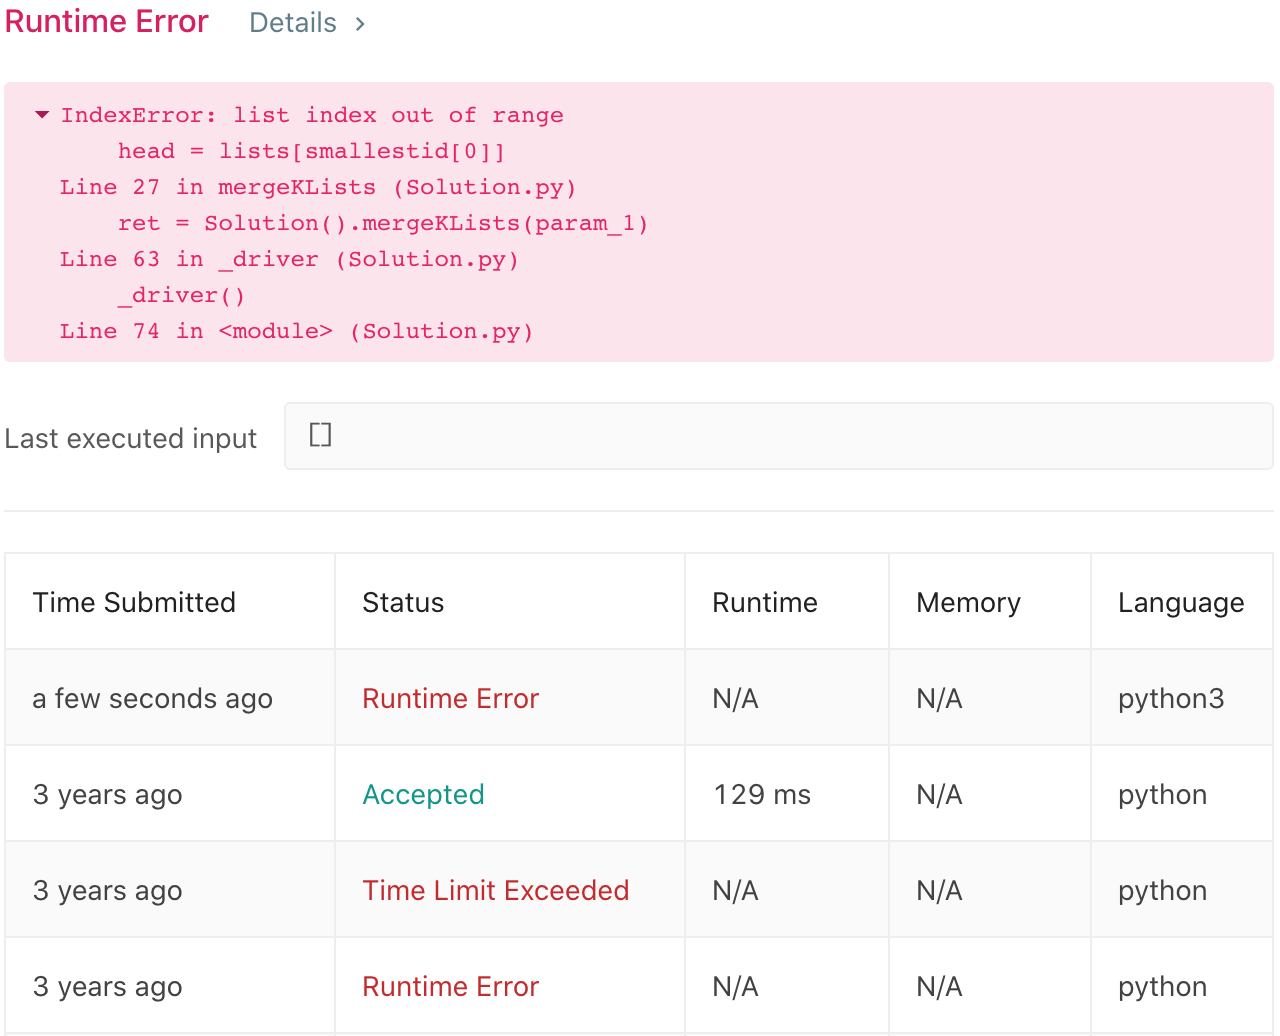 Runtime Error Details >
IndexError: list index out of range
head = lists[smallestid[0]]
Line 27 in mergeKLists (Solution.py)
ret = Solution().mergeKLists(param_1)
Line 63 in _driver (Solution.py)
_driver()
Line 74 in <module> (Solution.py)
Last executed input []
Time Submitted Status Runtime Memory Language
a few seconds ago Runtime Error N/A N/A python3
3 years ago Accepted 129 ms N/A python
3 years ago Time Limit Exceeded N/A N/A python
3 years ago Runtime Error N/A N/A python